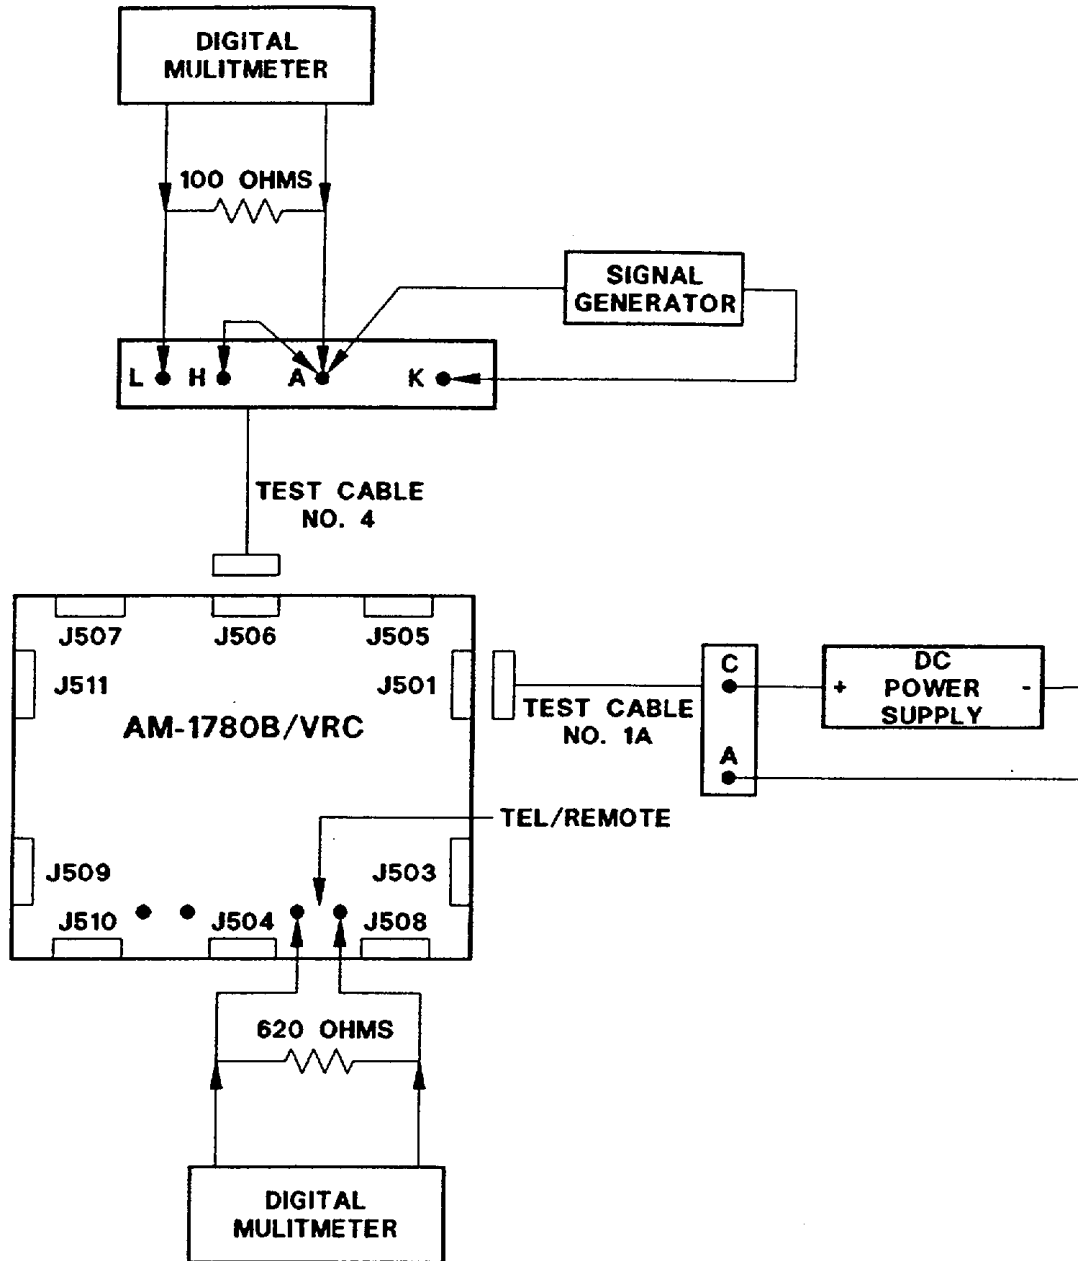 DIGITAL
MULITMETER
100 OHMS
SIGNAL
GENERATOR
L H A K
TEST CABLE
NO. 4
J507 J506 J505
J511 J501
AM-1780B/VRC
TEST CABLE
NO. 1A
C
A
+ DC -
POWER
SUPPLY
TEL/REMOTE
J509 J503
J510 J504 J508
620 OHMS
DIGITAL
MULITMETER